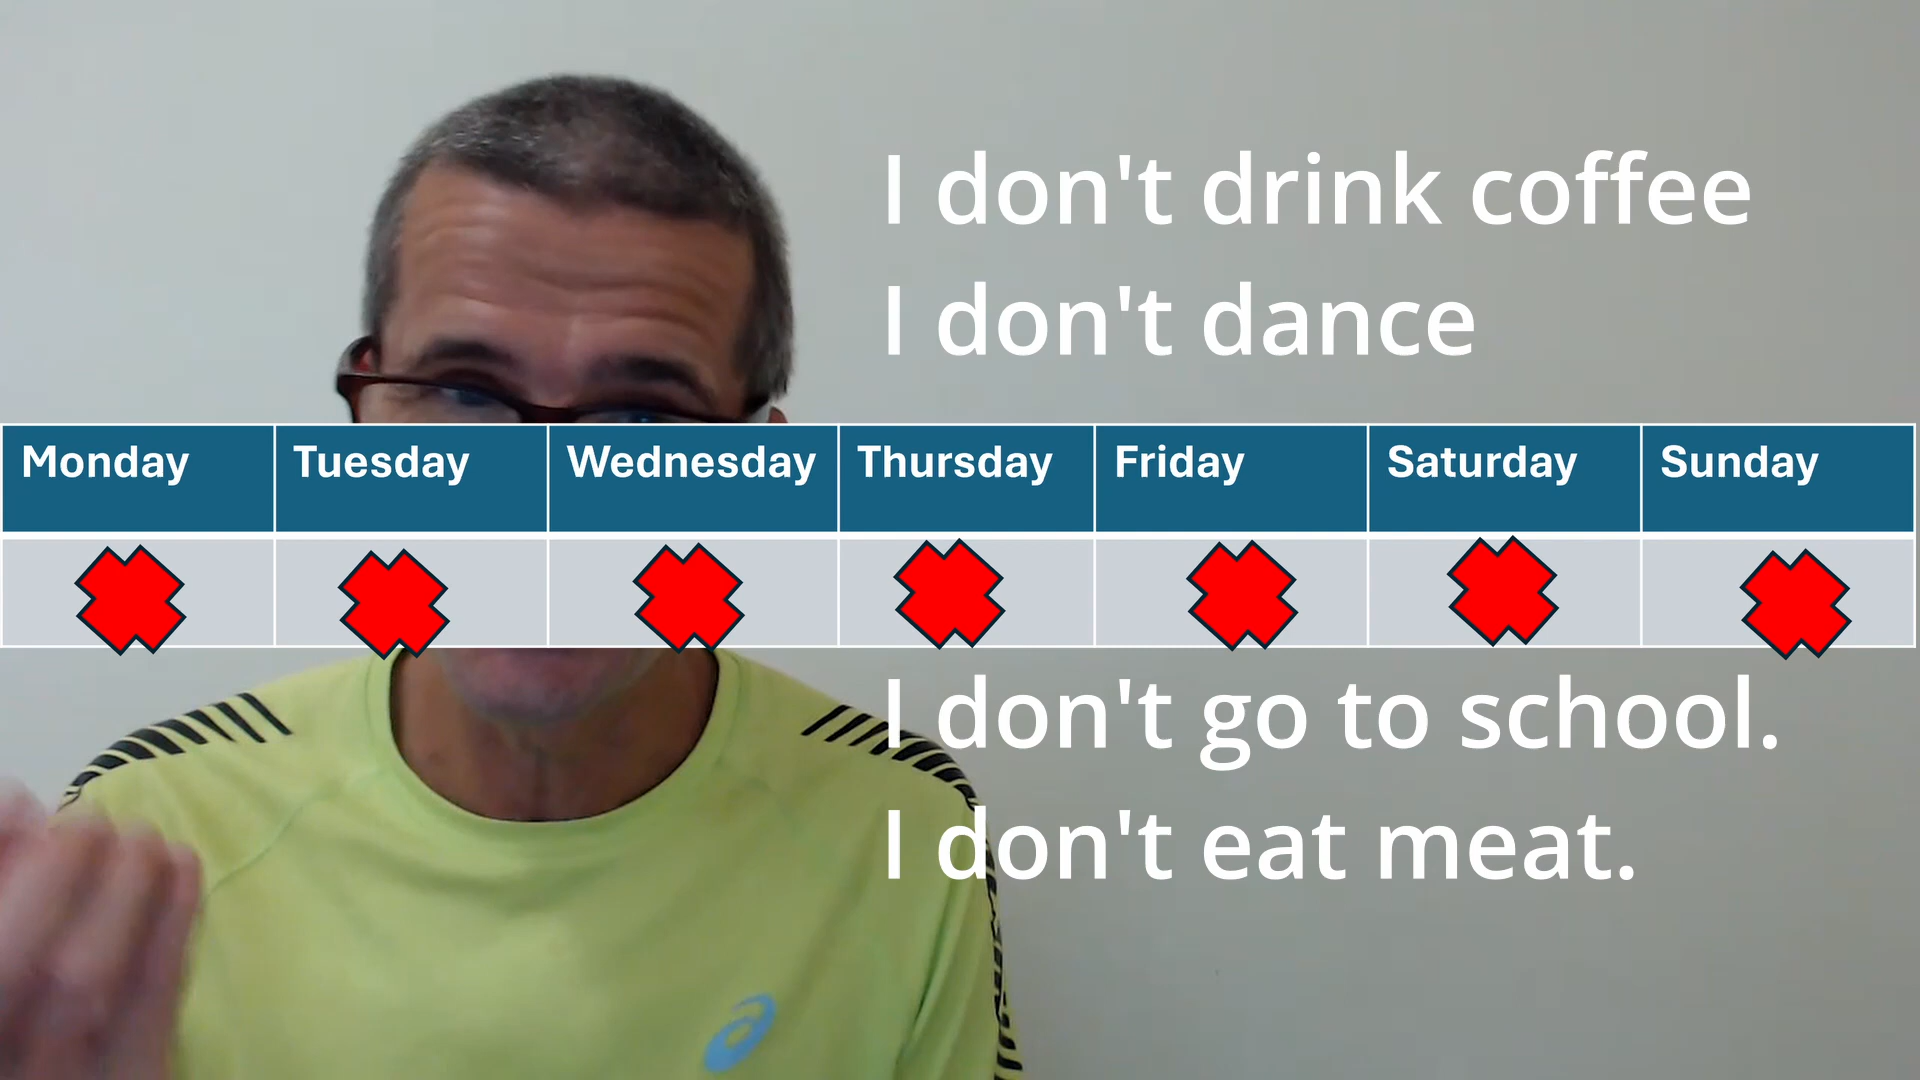 I don't drink coffee
I don't dance
Monday Tuesday Wednesday Thursday Friday Saturday Sunday
I don't go to school.
I don't eat meat.